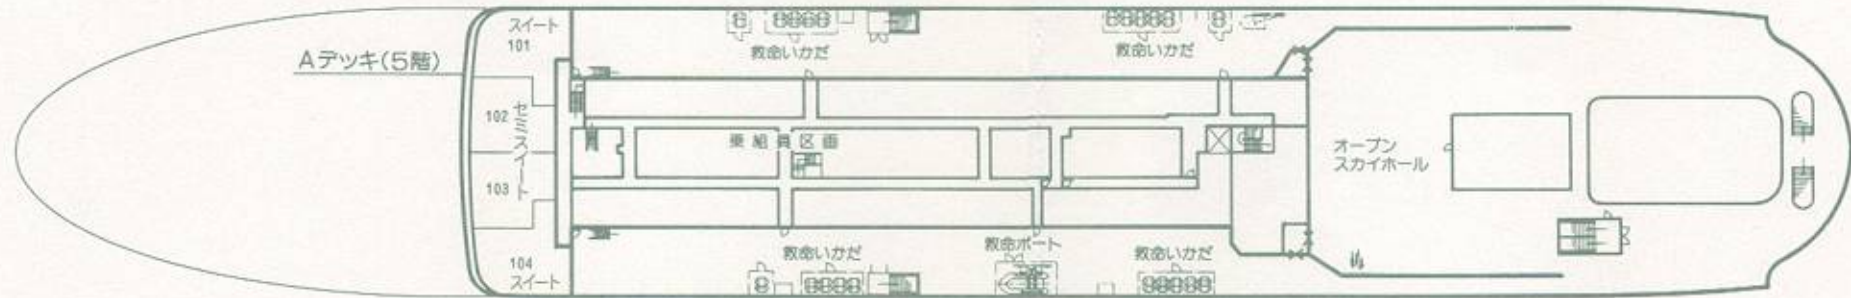 スイート
101
Aデッキ(5階)
救命いかだ
救命いかだ
102
セミスイート
103
乗組員区画
オープン
スカイホール
104
スイート
救命いかだ
救命ボート
救命いかだ